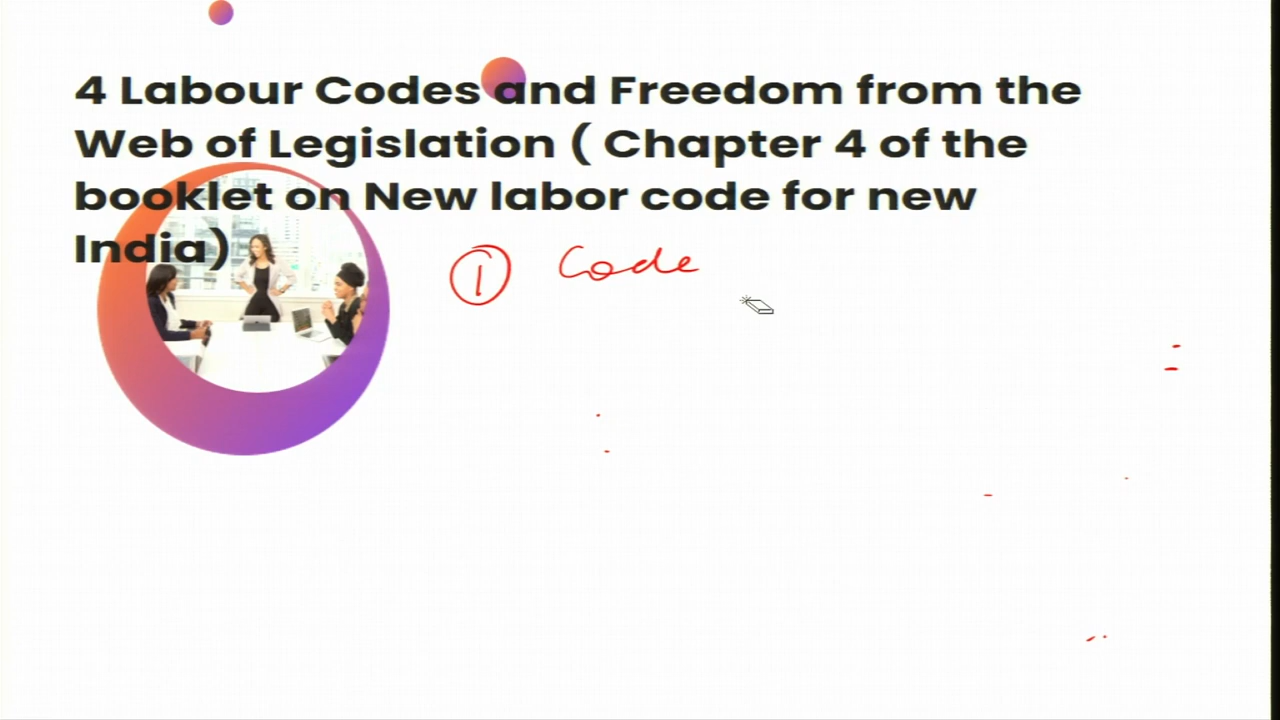 4 Labour Codes and Freedom from the
Web of Legislation ( Chapter 4 of the
booklet on New labor code for new
India)
1 Code